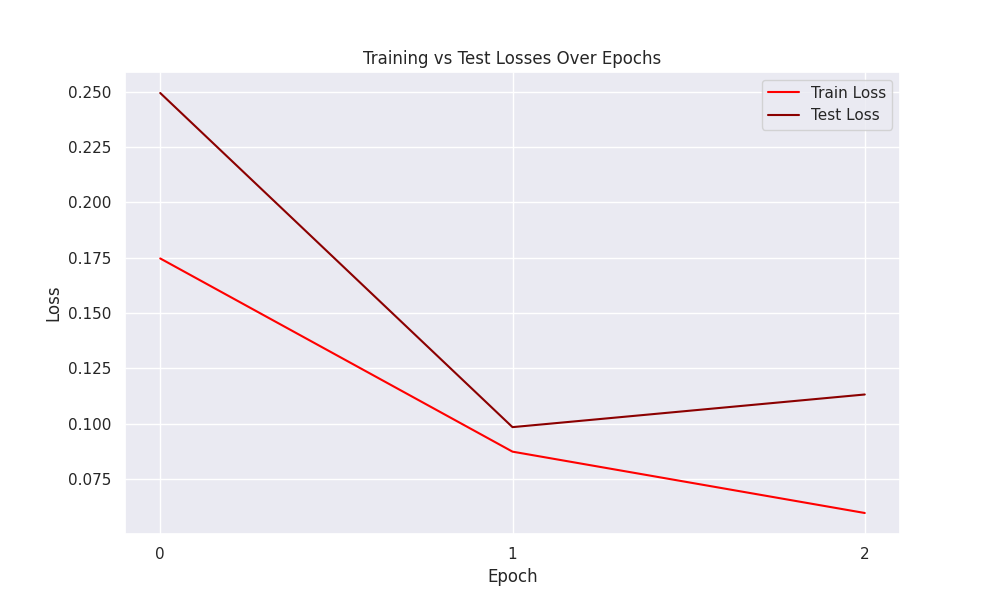 Training vs Test Losses Over Epochs
Train Loss
Test Loss
0.250
0.225
0.200
0.175
0.150
0.125
0.100
0.075
Loss
0 1 2
Epoch